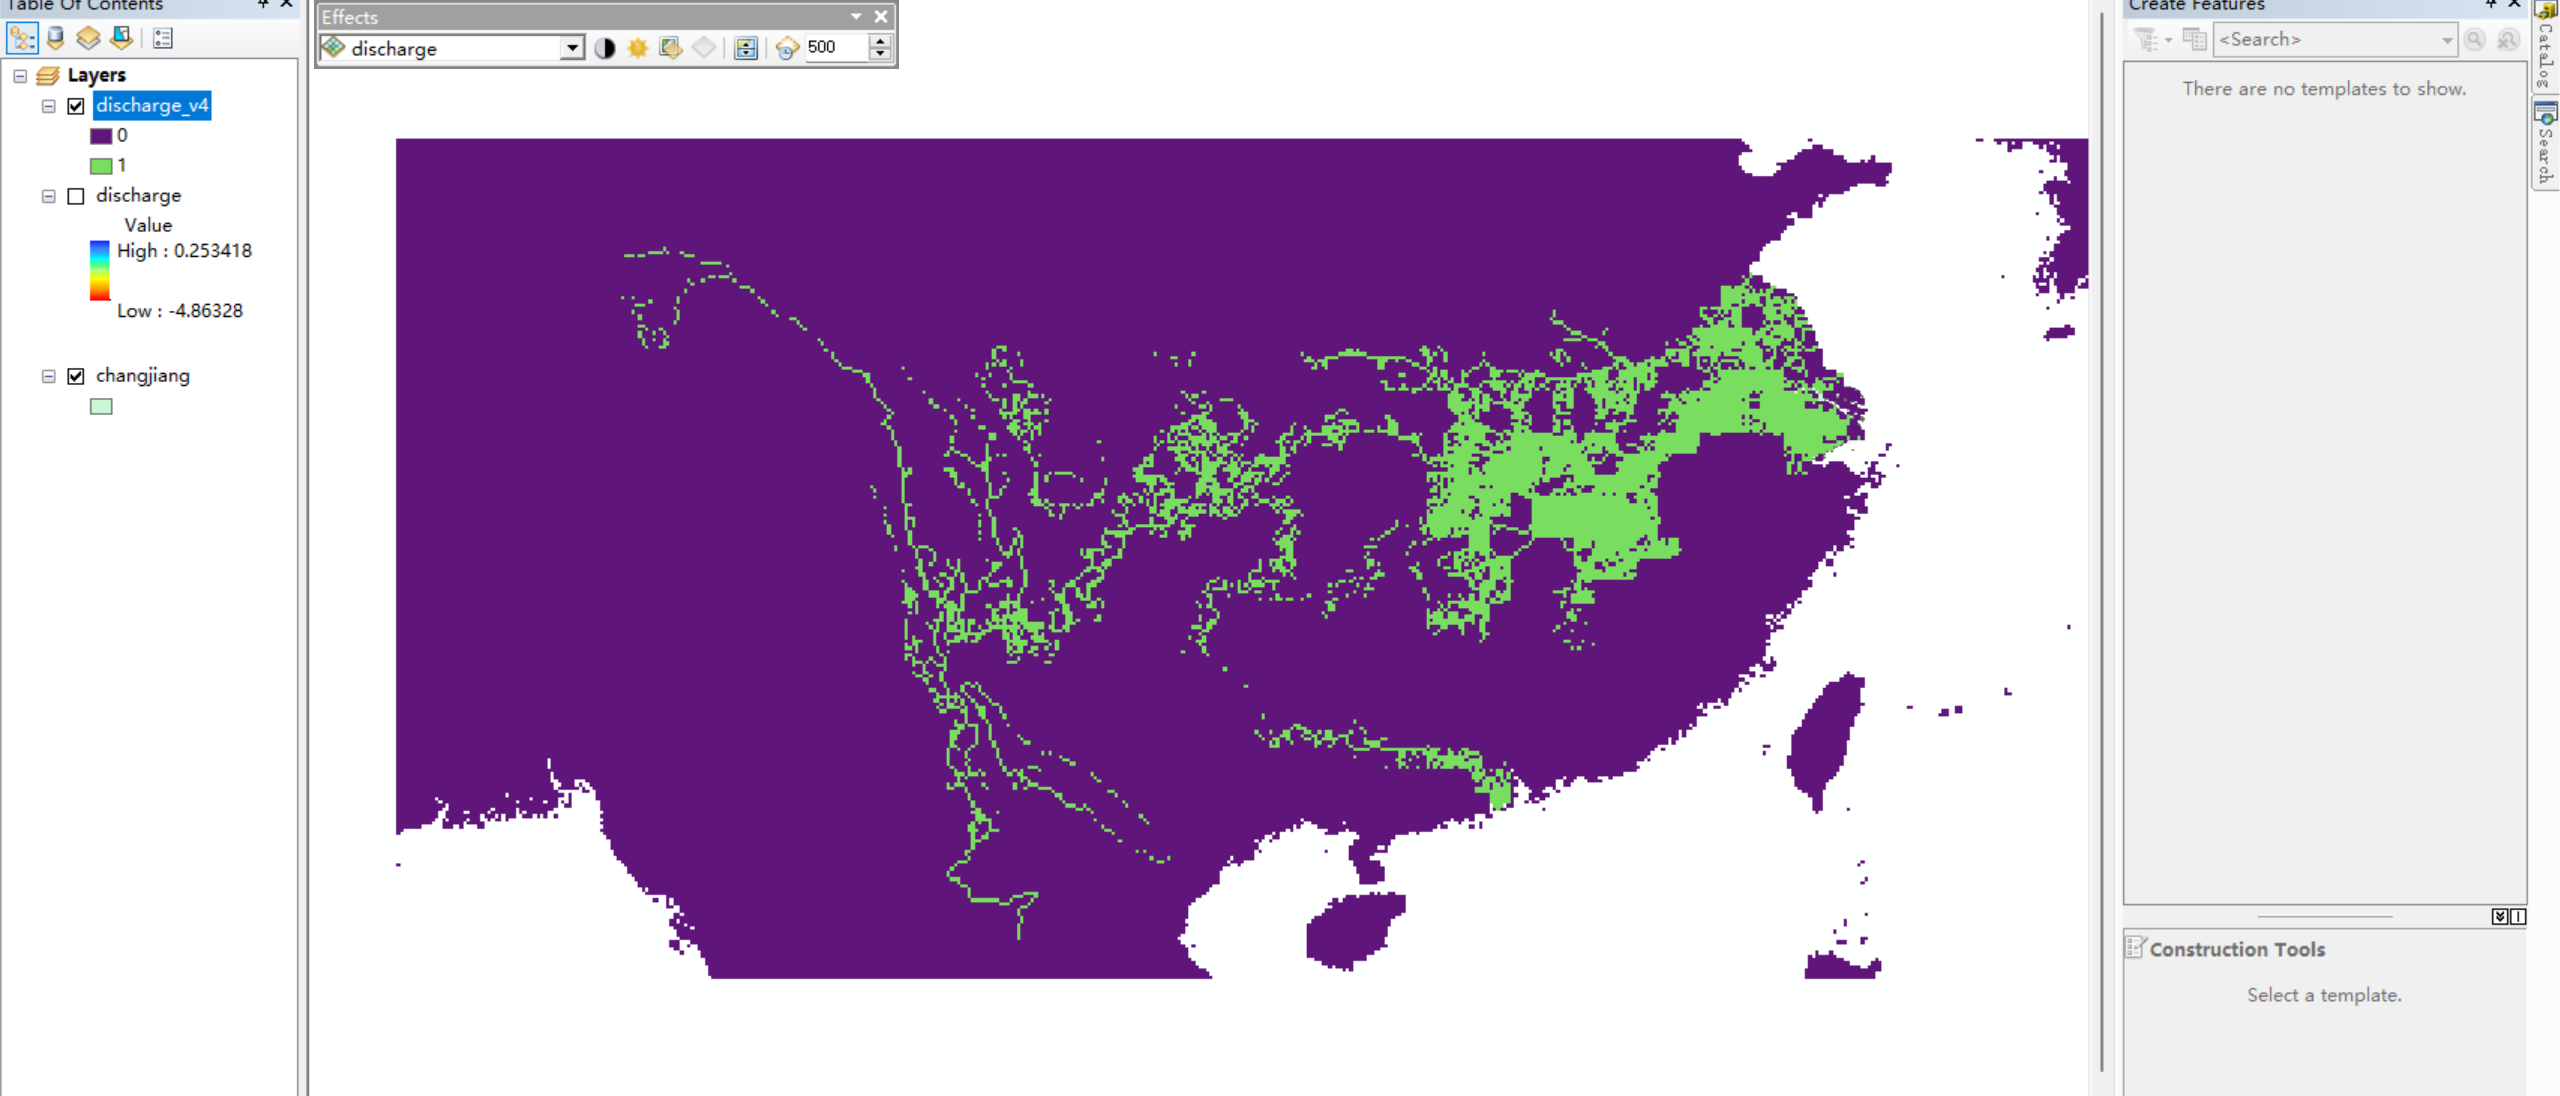 Table Of Contents
Layers
discharge_v4
0
1
discharge
Value
High : 0.253418
Low : -4.86328
changjiang
Effects
discharge
500
Create Features
<Search>
There are no templates to show.
Construction Tools
Select a template.
Catalog
Search